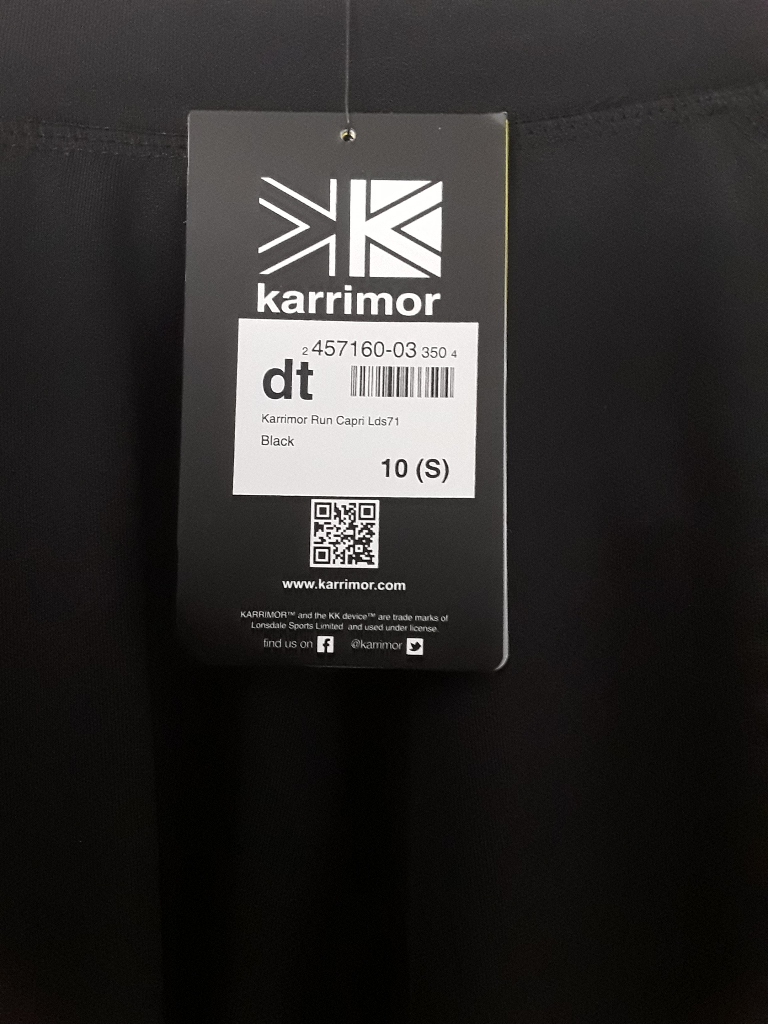 karrimor
2 457160-03 350 4
dt
Karrimor Run Capri Lds71
Black
10 (S)
www.karrimor.com
KARRIMOR™ and the KK device™ are trade marks of
Lonsdale Sports Limited and used under license.
find us on f @karrimor